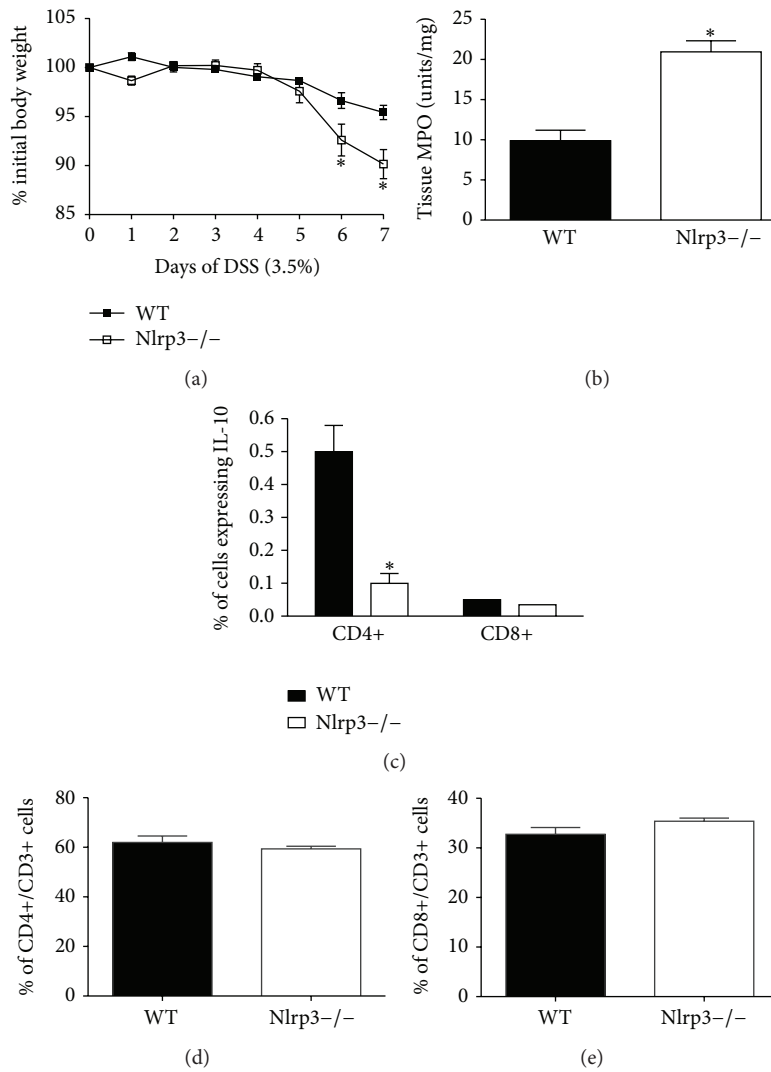 % initial body weight
100
95
90
85
*
*
0 1 2 3 4 5 6 7
Days of DSS (3.5%)
WT
Nlrp3−/−
(a)
Tissue MPO (units/mg)
25
20
15
10
5
0
*
WT Nlrp3−/−
(b)
% of cells expressing IL-10
0.6
0.5
0.4
0.3
0.2
0.1
0.0
*
CD4+ CD8+
WT
Nlrp3−/−
(c)
% of CD4+/CD3+ cells
80
60
40
20
0
WT Nlrp3−/−
(d)
% of CD8+/CD3+ cells
40
30
20
10
0
WT Nlrp3−/−
(e)